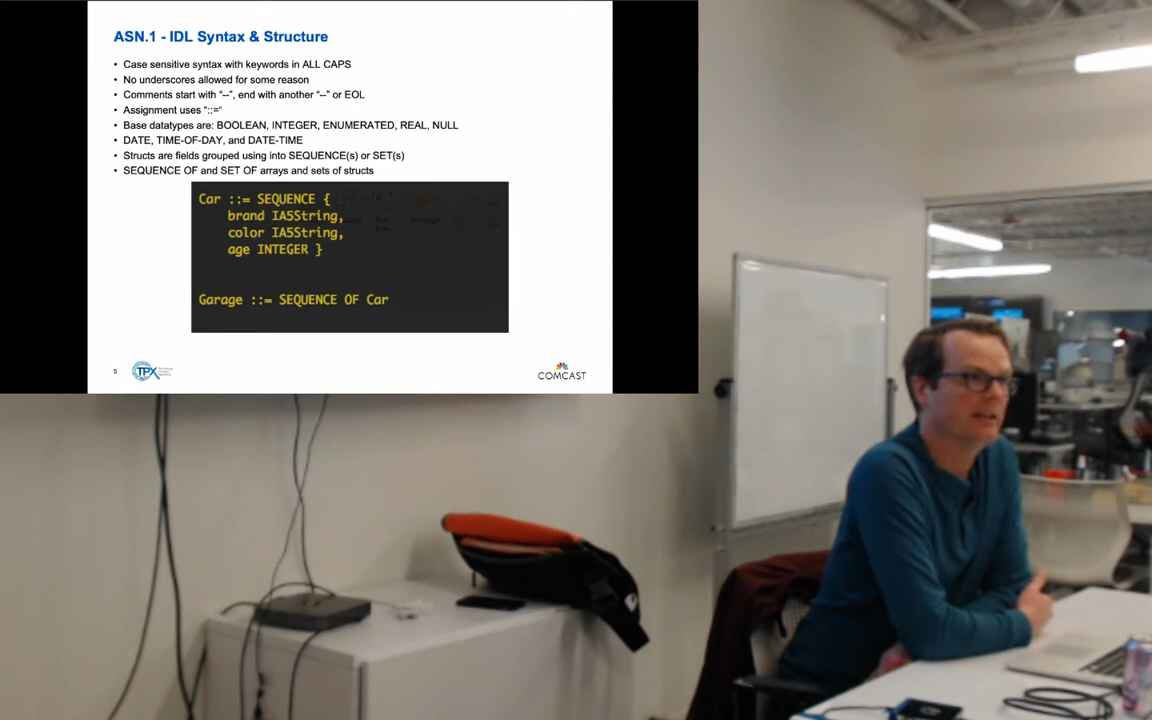 ASN.1 - IDL Syntax & Structure
• Case sensitive syntax with keywords in ALL CAPS
• No underscores allowed for some reason
• Comments start with “--”, end with another “--” or EOL
• Assignment uses “::=“
• Base datatypes are: BOOLEAN, INTEGER, ENUMERATED, REAL, NULL
• DATE, TIME-OF-DAY, and DATE-TIME
• Structs are fields grouped using into SEQUENCE(s) or SET(s)
• SEQUENCE OF and SET OF arrays and sets of structs
Car ::= SEQUENCE {
brand IA5String,
color IA5String,
age INTEGER }
Garage ::= SEQUENCE OF Car
5
TPX
COMCAST